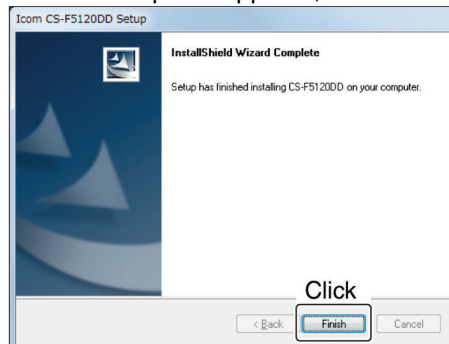 Icom CS-F5120DD Setup
InstallShield Wizard Complete
Setup has finished installing CS-F5120DD on your computer.
Click
< Back
Finish
Cancel